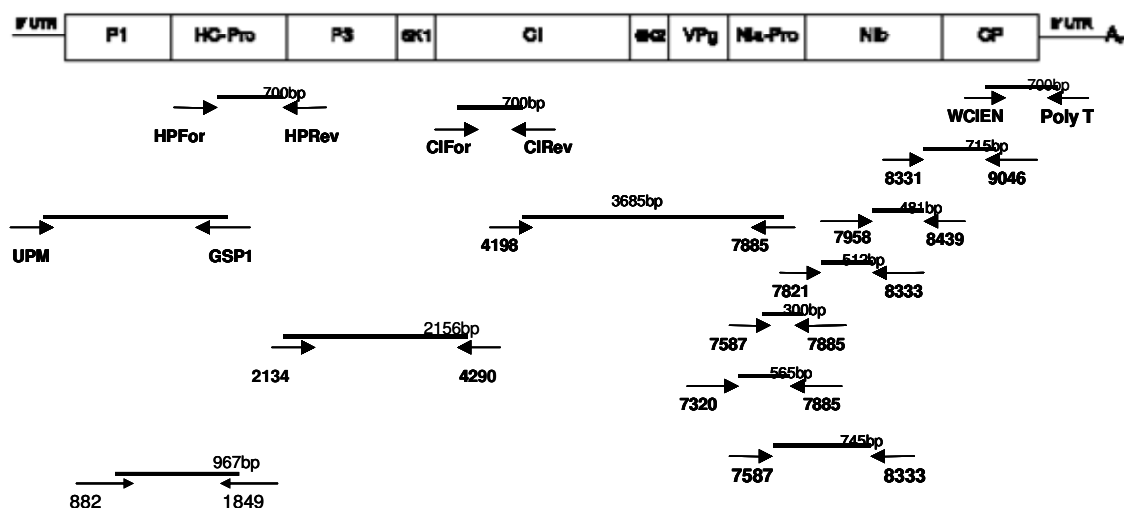 5' UTR P1 HC-Pro P3 6K1 CI 6K2 VPg NIa-Pro NIb CP 3' UTR
700bp 700bp 700bp
HPFor HPRev CIFor CIRev WCIEN Poly T
715bp
8331 9046
3685bp 481bp
UPM GSP1 4198 7885 7958 8439
512bp
7821 8333
300bp
2156bp 7587 7885
2134 4290
565bp
7320 7885
745bp
967bp 7587 8333
882 1849